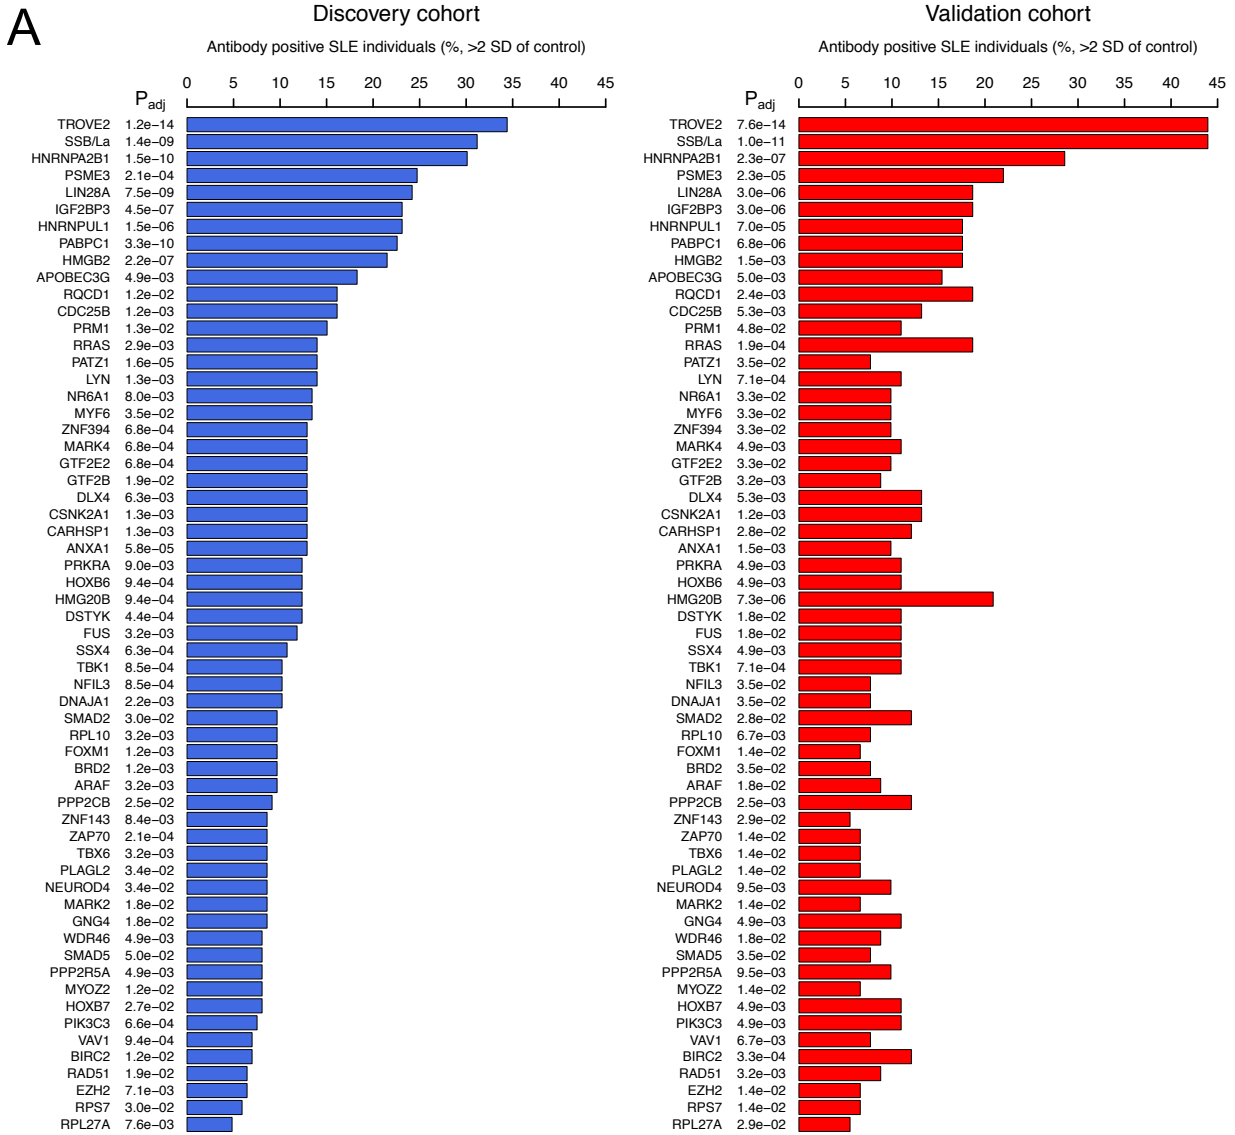 A
Discovery cohort
Antibody positive SLE individuals (%, >2 SD of control)
0 5 10 15 20 25 30 35 40 45
Padj
TROVE2 1.2e−14
SSB/La 1.4e−09
HNRNPA2B1 1.5e−10
PSME3 2.1e−04
LIN28A 7.5e−09
IGF2BP3 4.5e−07
HNRNPUL1 1.5e−06
PABPC1 3.3e−10
HMGB2 2.2e−07
APOBEC3G 4.9e−03
RQCD1 1.2e−02
CDC25B 1.2e−03
PRM1 1.3e−02
RRAS 2.9e−03
PATZ1 1.6e−05
LYN 1.3e−03
NR6A1 8.0e−03
MYF6 3.5e−02
ZNF394 6.8e−04
MARK4 6.8e−04
GTF2E2 6.8e−04
GTF2B 1.9e−02
DLX4 6.3e−03
CSNK2A1 1.3e−03
CARHSP1 1.3e−03
ANXA1 5.8e−05
PRKRA 9.0e−03
HOXB6 9.4e−04
HMG20B 9.4e−04
DSTYK 4.4e−04
FUS 3.2e−03
SSX4 6.3e−04
TBK1 8.5e−04
NFIL3 8.5e−04
DNAJA1 2.2e−03
SMAD2 3.0e−02
RPL10 3.2e−03
FOXM1 1.2e−03
BRD2 1.2e−03
ARAF 3.2e−03
PPP2CB 2.5e−02
ZNF143 8.4e−03
ZAP70 2.1e−04
TBX6 3.2e−03
PLAGL2 3.4e−02
NEUROD4 3.4e−02
MARK2 1.8e−02
GNG4 1.8e−02
WDR46 4.9e−03
SMAD5 5.0e−02
PPP2R5A 4.9e−03
MYOZ2 1.2e−02
HOXB7 2.7e−02
PIK3C3 6.6e−04
VAV1 9.4e−04
BIRC2 1.2e−02
RAD51 1.9e−02
EZH2 7.1e−03
RPS7 3.0e−02
RPL27A 7.6e−03
Validation cohort
Antibody positive SLE individuals (%, >2 SD of control)
0 5 10 15 20 25 30 35 40 45
Padj
TROVE2 7.6e−14
SSB/La 1.0e−11
HNRNPA2B1 2.3e−07
PSME3 2.3e−05
LIN28A 3.0e−06
IGF2BP3 3.0e−06
HNRNPUL1 7.0e−05
PABPC1 6.8e−06
HMGB2 1.5e−03
APOBEC3G 5.0e−03
RQCD1 2.4e−03
CDC25B 5.3e−03
PRM1 4.8e−02
RRAS 1.9e−04
PATZ1 3.5e−02
LYN 7.1e−04
NR6A1 3.3e−02
MYF6 3.3e−02
ZNF394 3.3e−02
MARK4 4.9e−03
GTF2E2 3.3e−02
GTF2B 3.2e−03
DLX4 5.3e−03
CSNK2A1 1.2e−03
CARHSP1 2.8e−02
ANXA1 1.5e−03
PRKRA 4.9e−03
HOXB6 4.9e−03
HMG20B 7.3e−06
DSTYK 1.8e−02
FUS 1.8e−02
SSX4 4.9e−03
TBK1 7.1e−04
NFIL3 3.5e−02
DNAJA1 3.5e−02
SMAD2 2.8e−02
RPL10 6.7e−03
FOXM1 1.4e−02
BRD2 3.5e−02
ARAF 1.8e−02
PPP2CB 2.5e−03
ZNF143 2.9e−02
ZAP70 1.4e−02
TBX6 1.4e−02
PLAGL2 1.4e−02
NEUROD4 9.5e−03
MARK2 1.4e−02
GNG4 4.9e−03
WDR46 1.8e−02
SMAD5 3.5e−02
PPP2R5A 9.5e−03
MYOZ2 1.4e−02
HOXB7 4.9e−03
PIK3C3 4.9e−03
VAV1 6.7e−03
BIRC2 3.3e−04
RAD51 3.2e−03
EZH2 1.4e−02
RPS7 1.4e−02
RPL27A 2.9e−02